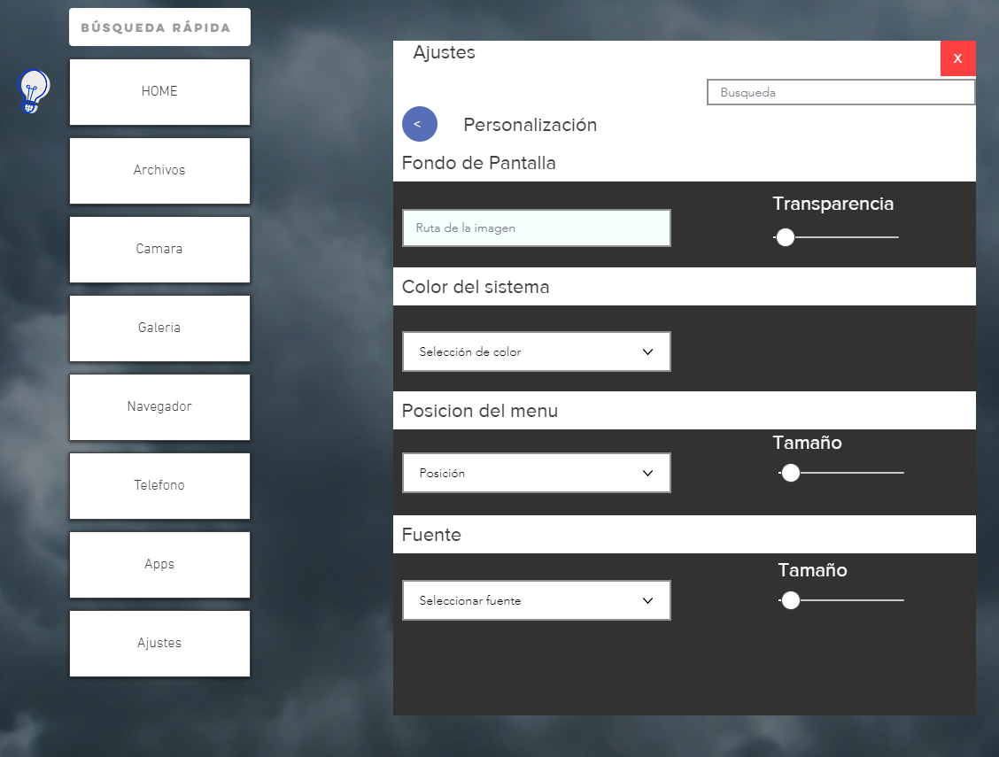 BÚSQUEDA RÁPIDA
HOME
Archivos
Camara
Galeria
Navegador
Telefono
Apps
Ajustes
Ajustes
X
Busqueda
<
Personalización
Fondo de Pantalla
Ruta de la imagen
Transparencia
Color del sistema
Selección de color
Posicion del menu
Posición
Tamaño
Fuente
Seleccionar fuente
Tamaño